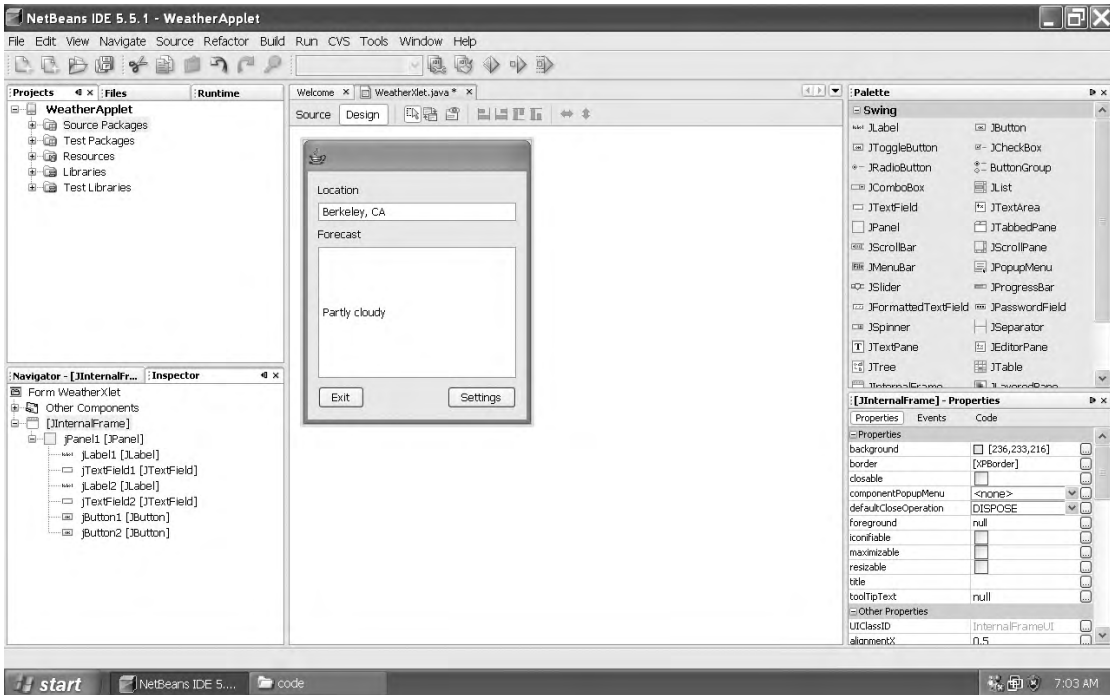 NetBeans IDE 5.5.1 - WeatherApplet
File Edit View Navigate Source Refactor Build Run CVS Tools Window Help
Projects Files Runtime
WeatherApplet
Source Packages
Test Packages
Resources
Libraries
Test Libraries
Navigator - [JInternalFr... Inspector
Form WeatherXlet
Other Components
[JInternalFrame]
jPanel1 [JPanel]
jLabel1 [JLabel]
jTextField1 [JTextField]
jLabel2 [JLabel]
jTextField2 [JTextField]
jButton1 [JButton]
jButton2 [JButton]
Welcome WeatherXlet.java *
Source Design
Location
Berkeley, CA
Forecast
Partly cloudy
Exit Settings
Palette
Swing
JLabel JButton
JToggleButton JCheckBox
JRadioButton ButtonGroup
JComboBox JList
JTextField JTextArea
JPanel JTabbedPane
JScrollBar JScrollPane
JMenuBar JPopupMenu
JSlider JProgressBar
JFormattedTextField JPasswordField
JSpinner JSeparator
JTextPane JEditorPane
JTree JTable
JInternalFrame JLayeredPane
[JInternalFrame] - Properties
Properties Events Code
Properties
background [236,233,216]
border [XPBorder]
closable
componentPopupMenu <none>
defaultCloseOperation DISPOSE
foreground null
iconifiable
maximizable
resizable
title
toolTipText null
Other Properties
UIClassID InternalFrameUI
alignmentX 0.5
start NetBeans IDE 5.... code 7:03 AM